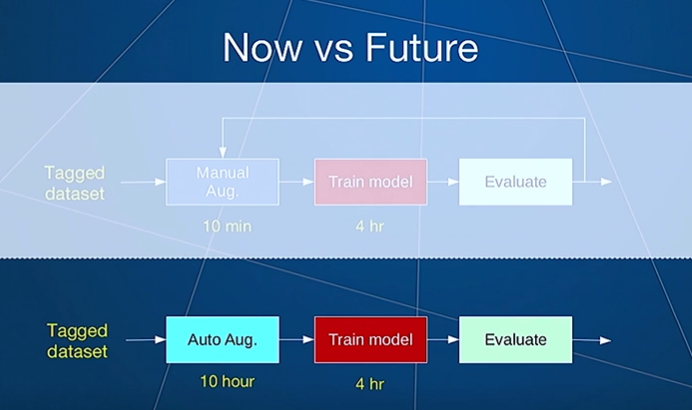 Now vs Future
Tagged
dataset
Manual
Aug.
Train model
Evaluate
10 min
4 hr
Tagged
dataset
Auto Aug.
Train model
Evaluate
10 hour
4 hr